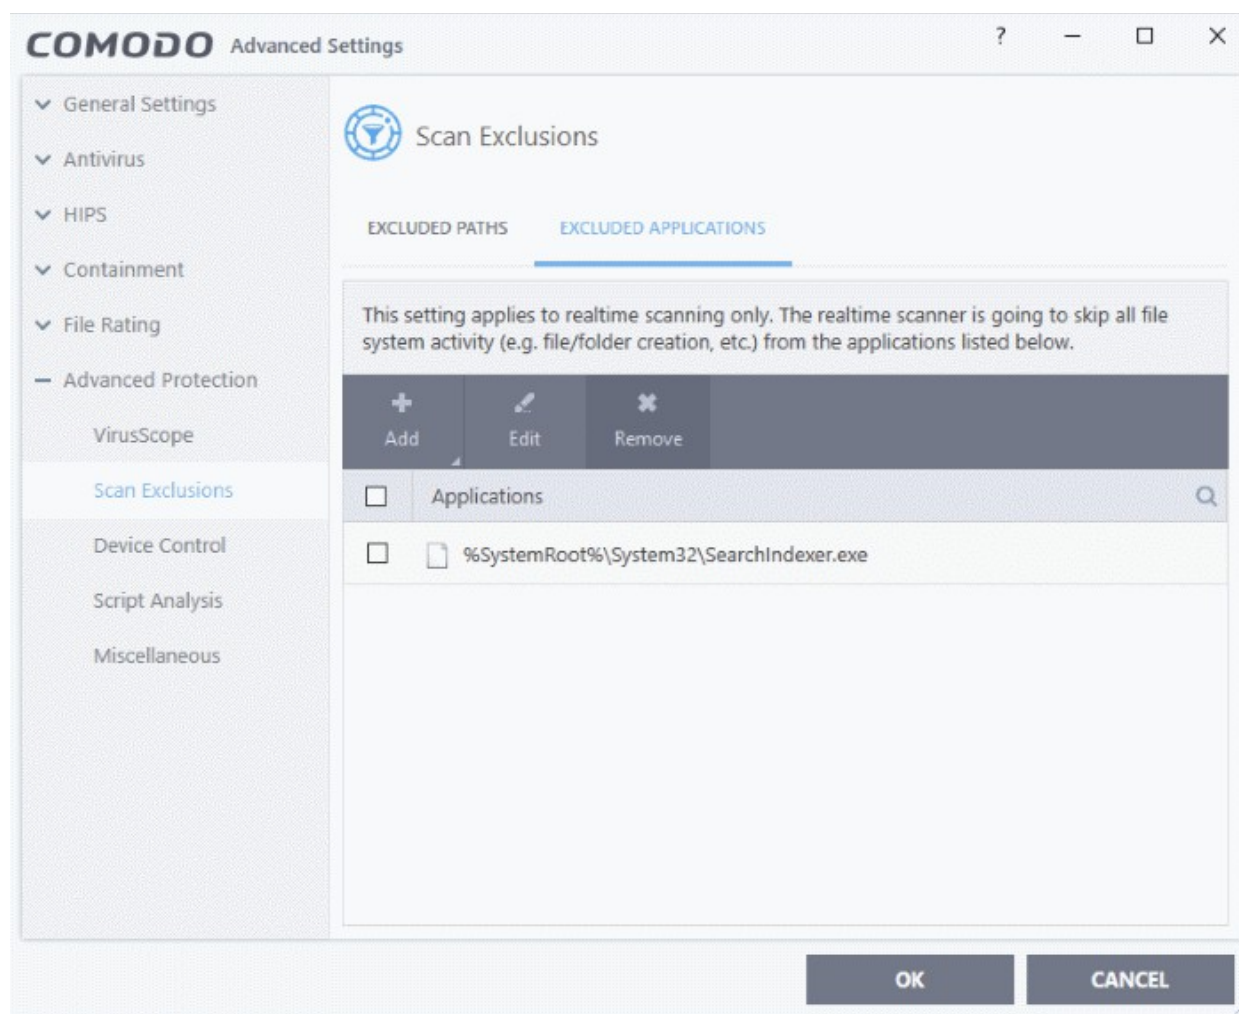 COMODO Advanced Settings
?
General Settings
Antivirus
HIPS
Containment
File Rating
Advanced Protection
VirusScope
Scan Exclusions
Device Control
Script Analysis
Miscellaneous
Scan Exclusions
EXCLUDED PATHS EXCLUDED APPLICATIONS
This setting applies to realtime scanning only. The realtime scanner is going to skip all file
system activity (e.g. file/folder creation, etc.) from the applications listed below.
Add Edit Remove
Applications
%SystemRoot%\System32\SearchIndexer.exe
OK CANCEL